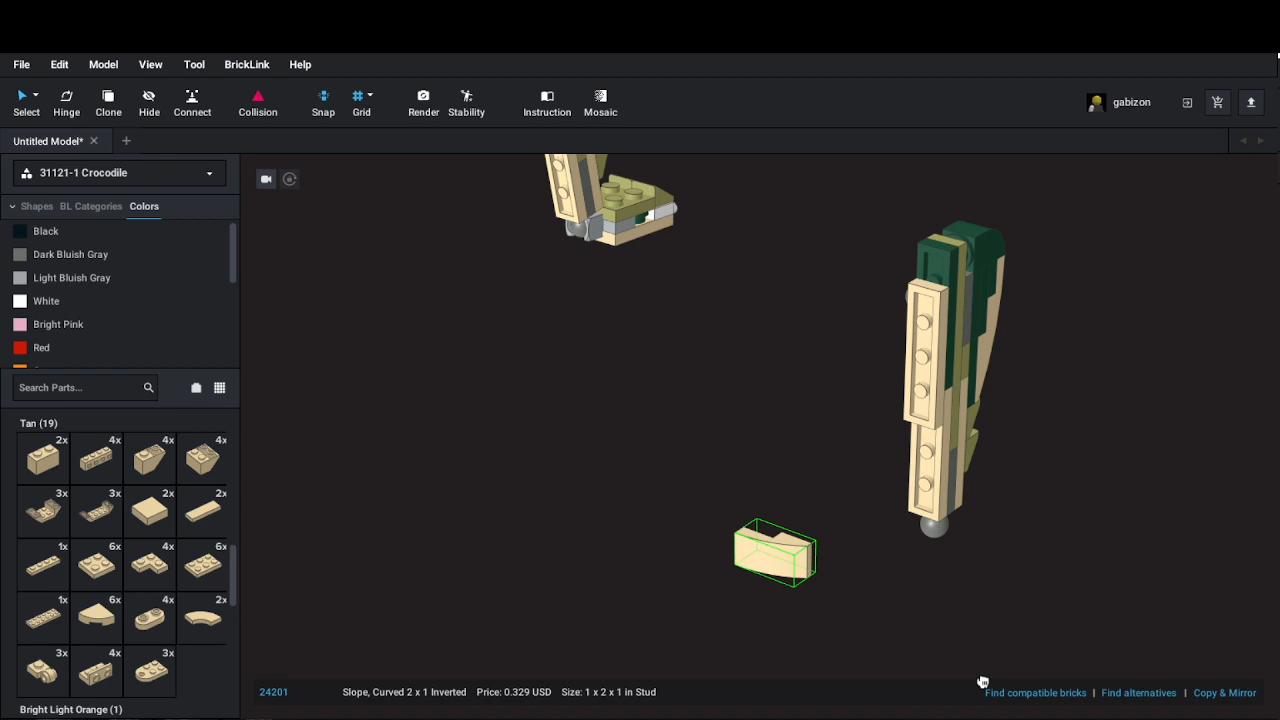 File Edit Model View Tool BrickLink Help
Select Hinge Clone Hide Connect Collision Snap Grid Render Stability Instruction Mosaic gabizon
Untitled Model*
31121-1 Crocodile
Shapes BL Categories Colors
Black
Dark Bluish Gray
Light Bluish Gray
White
Bright Pink
Red
Search Parts...
Tan (19)
2x 4x 4x 4x
3x 3x 2x 2x
1x 6x 4x 6x
1x 6x 4x 2x
3x 4x 3x
Bright Light Orange (1)
24201 Slope, Curved 2 x 1 Inverted Price: 0.329 USD Size: 1 x 2 x 1 in Stud Find compatible bricks | Find alternatives | Copy & Mirror